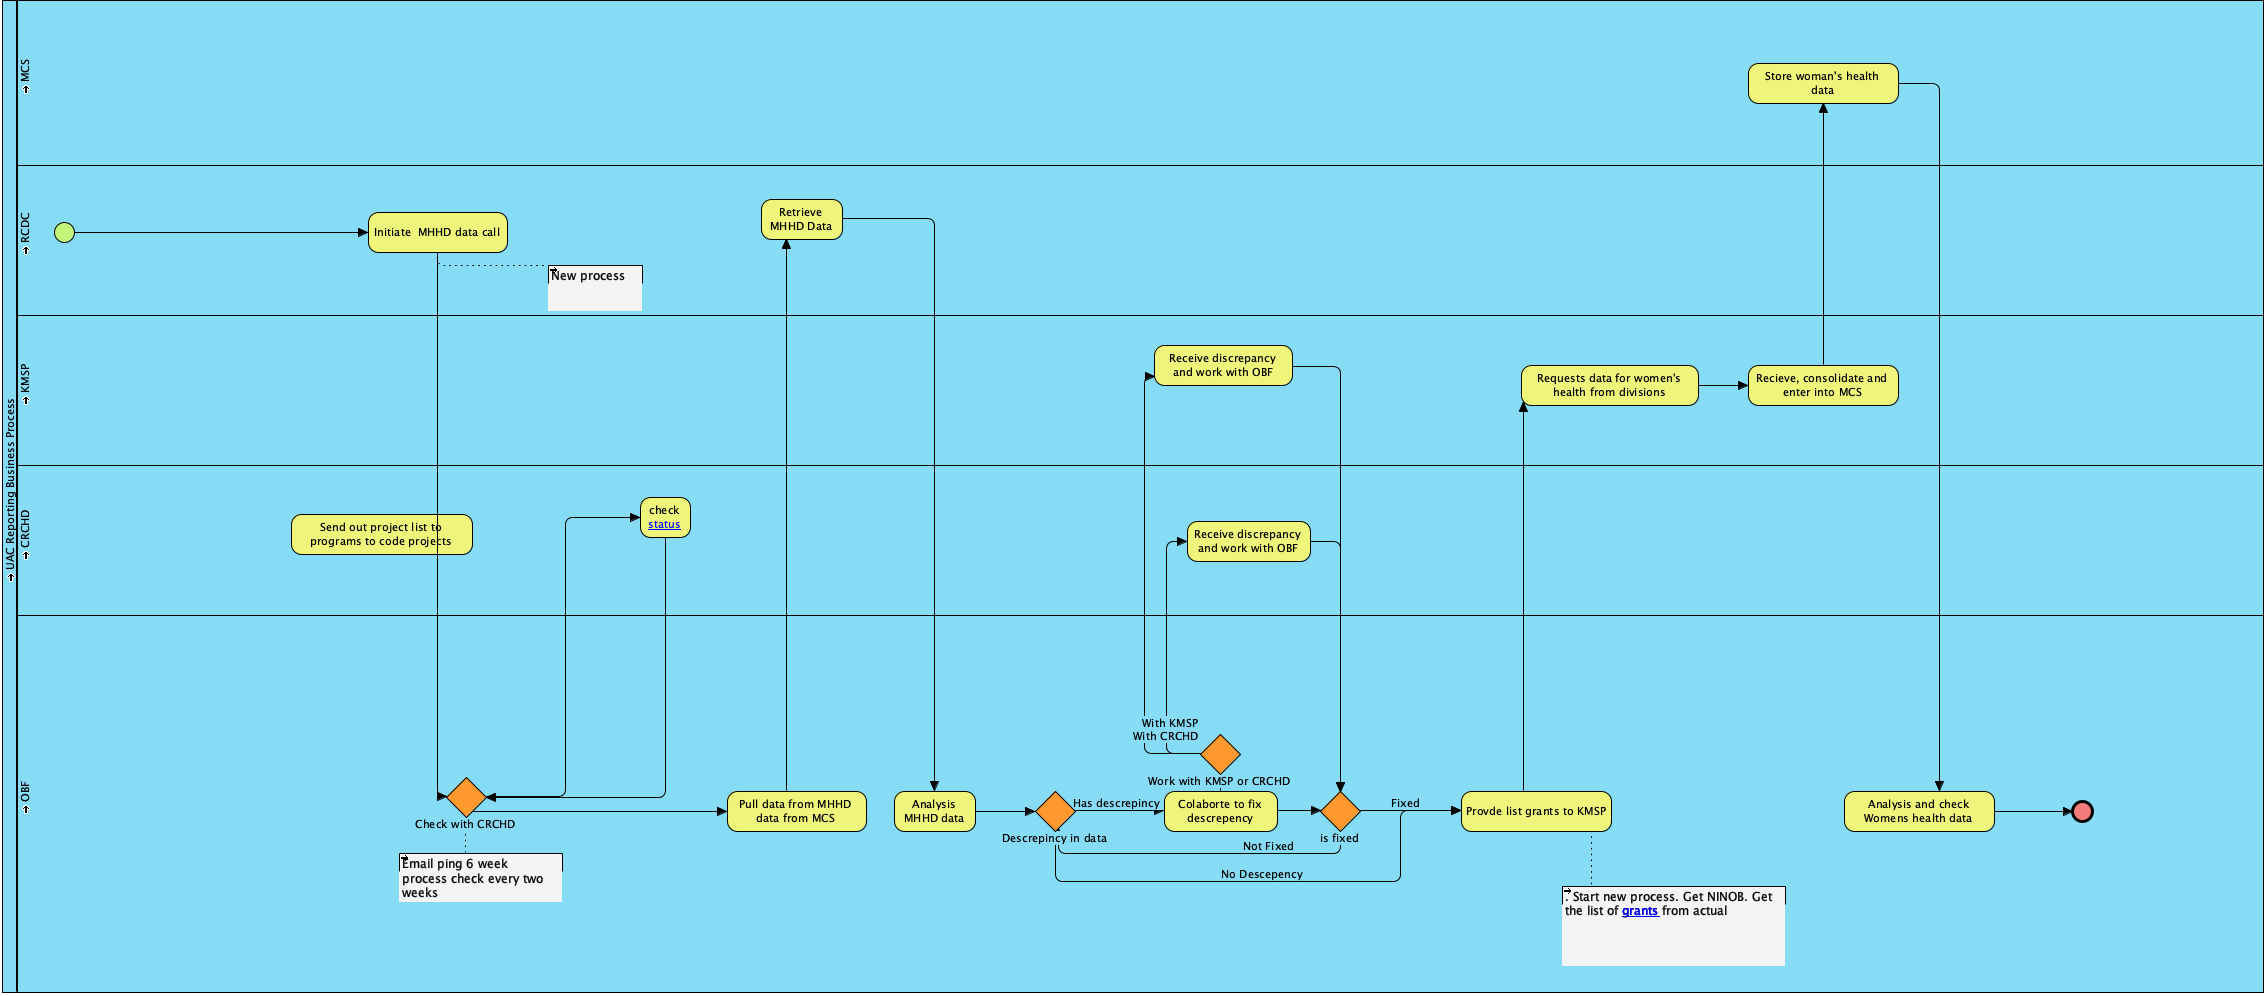 UAC Reporting Business Process
MCS
Store woman's health
data
RCDC
Initiate  MHHD data call
New process
Retrieve
MHHD Data
KMSP
Receive discrepancy
and work with OBF
Requests data for women's
health from divisions
Recieve, consolidate and
enter into MCS
CRCHD
Send out project list to
programs to code projects
check
status
Receive discrepancy
and work with OBF
OBF
Check with CRCHD
Email ping 6 week
process check every two
weeks
Pull data from MHHD
data from MCS
Analysis
MHHD data
Descrepincy in data
Has descrepincy
With KMSP
With CRCHD
Work with KMSP or CRCHD
Colaborte to fix
descrepency
is fixed
Fixed
Not Fixed
No Descepency
Provde list grants to KMSP
. Start new process. Get NINOB. Get
the list of grants from actual
Analysis and check
Womens health data